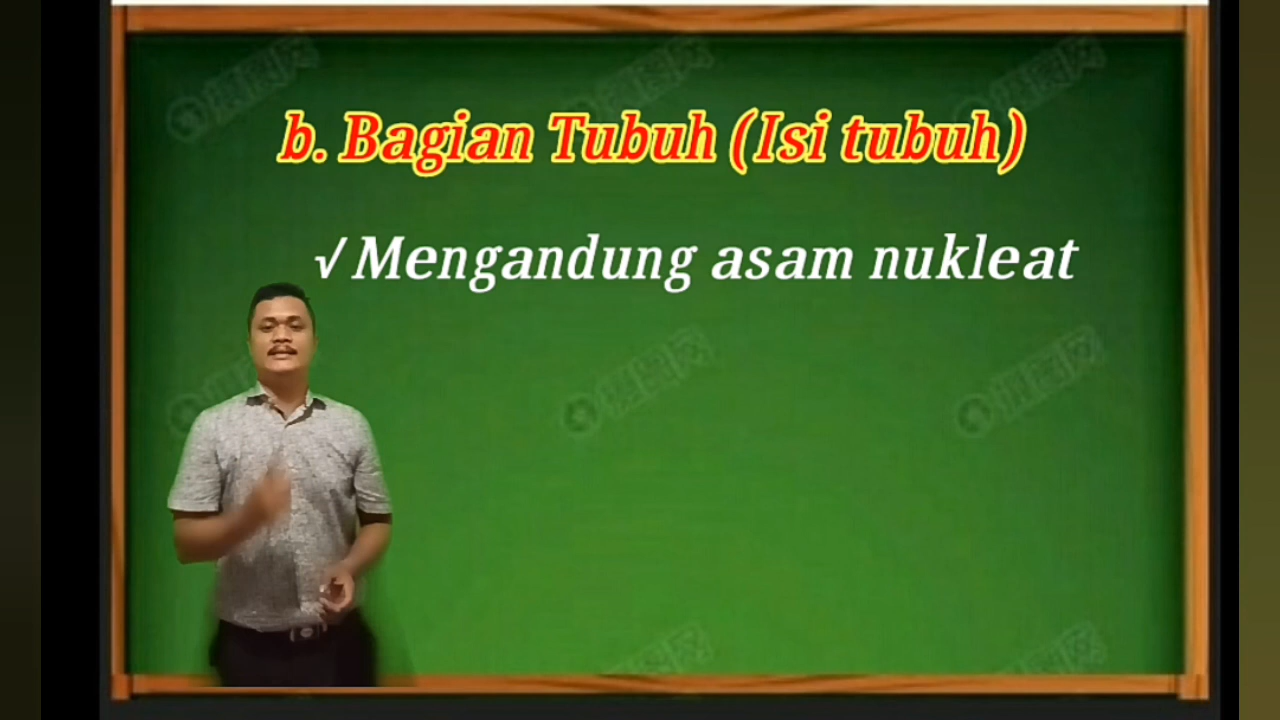 b. Bagian Tubuh (Isi tubuh)
√ Mengandung asam nukleat